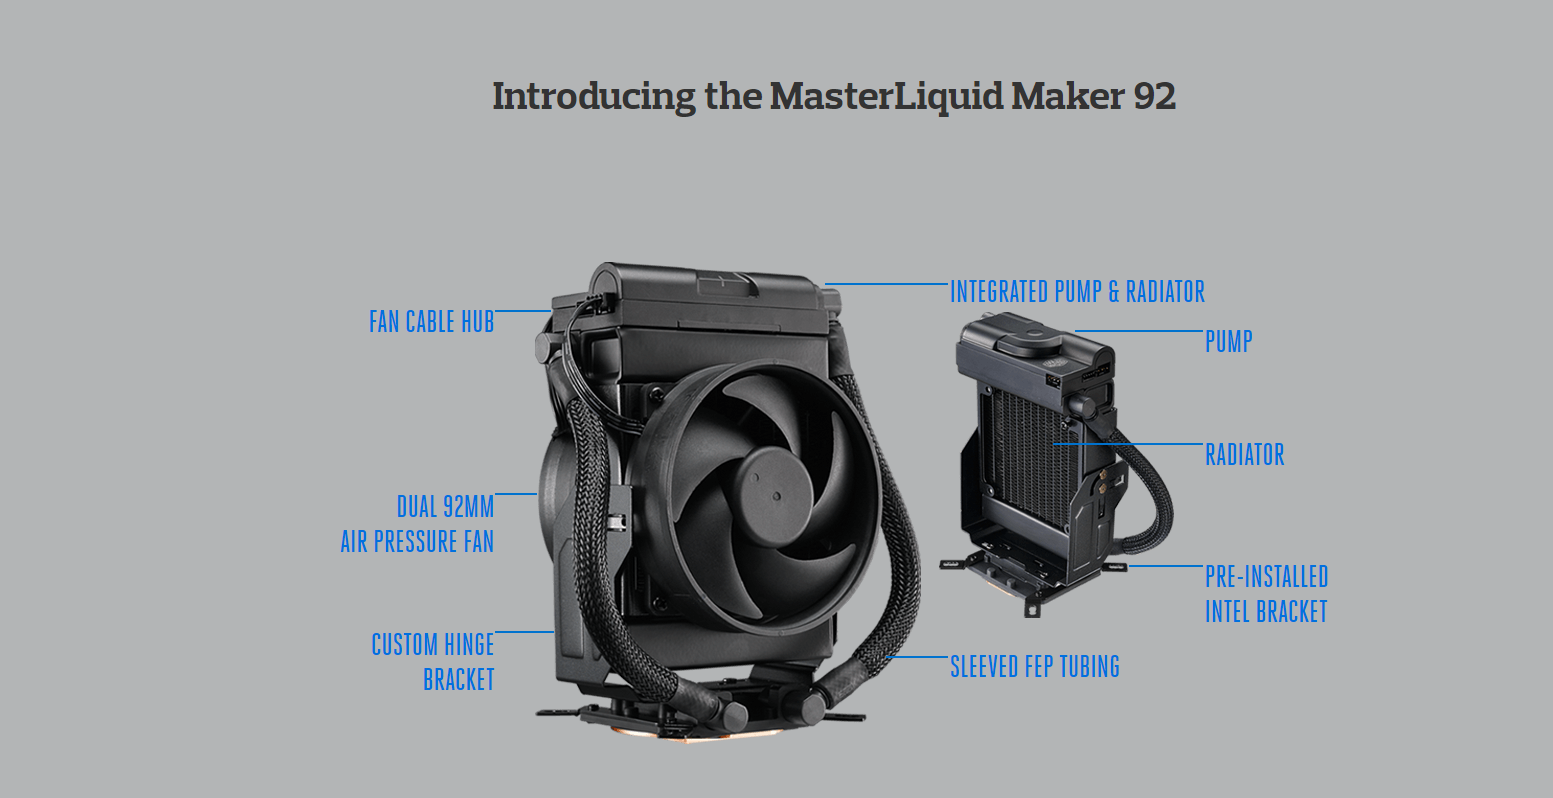 Introducing the MasterLiquid Maker 92
INTEGRATED PUMP & RADIATOR
FAN CABLE HUB
PUMP
RADIATOR
DUAL 92MM
AIR PRESSURE FAN
PRE-INSTALLED
INTEL BRACKET
CUSTOM HINGE
BRACKET
SLEEVED FEP TUBING